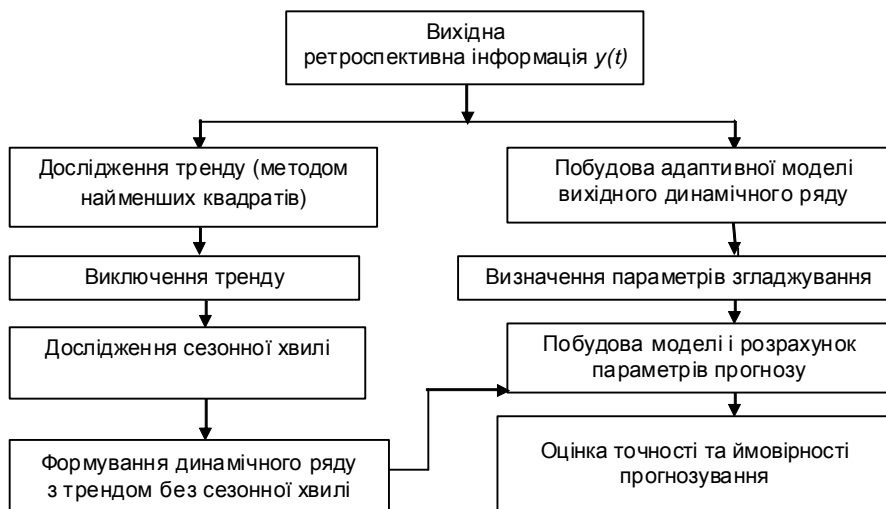 Вихідна
ретроспективна інформація y(t)
Дослідження тренду (методом
найменших квадратів)
Виключення тренду
Дослідження сезонної хвилі
Формування динамічного ряду
з трендом без сезонної хвилі
Побудова адаптивної моделі
вихідного динамічного ряду
Визначення параметрів згладжування
Побудова моделі і розрахунок
параметрів прогнозу
Оцінка точності та ймовірності
прогнозування